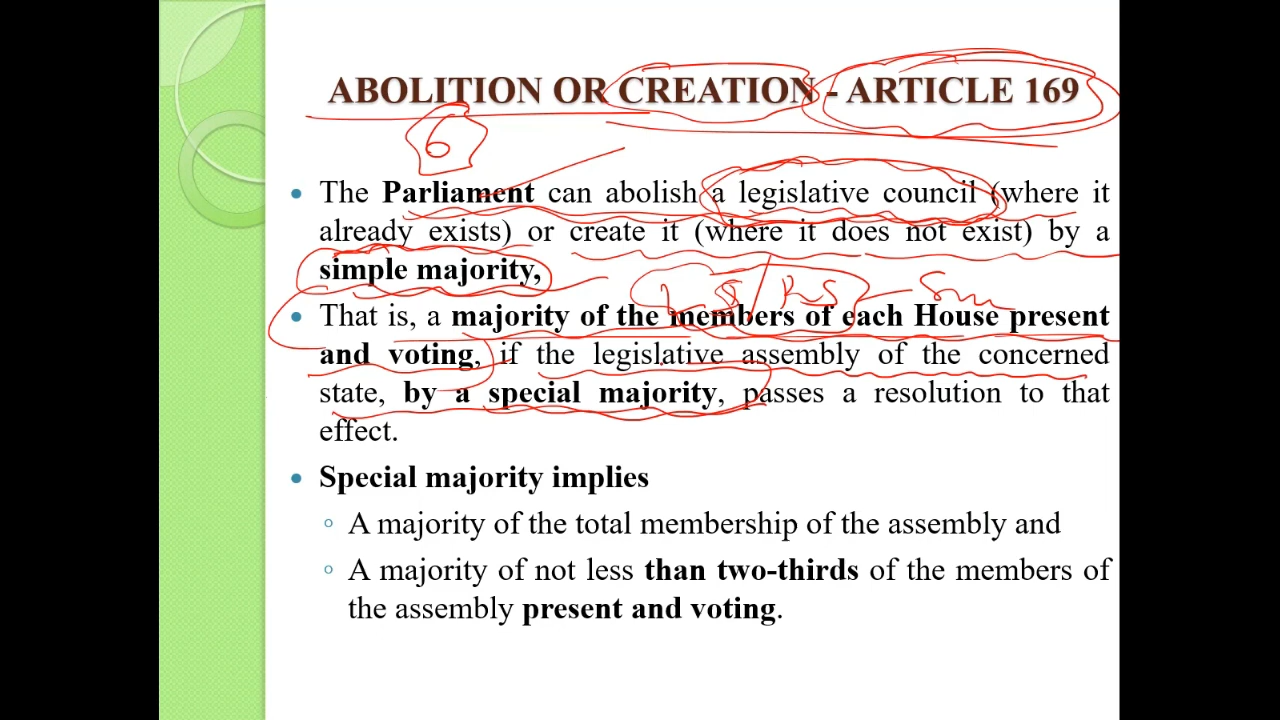 ABOLITION OR CREATION - ARTICLE 169
6
• The Parliament can abolish a legislative council (where it
already exists) or create it (where it does not exist) by a
simple majority,
LS/RS
• That is, a majority of the members of each House present
and voting, if the legislative assembly of the concerned
state, by a special majority, passes a resolution to that
effect.
• Special majority implies
◦ A majority of the total membership of the assembly and
◦ A majority of not less than two-thirds of the members of
the assembly present and voting.